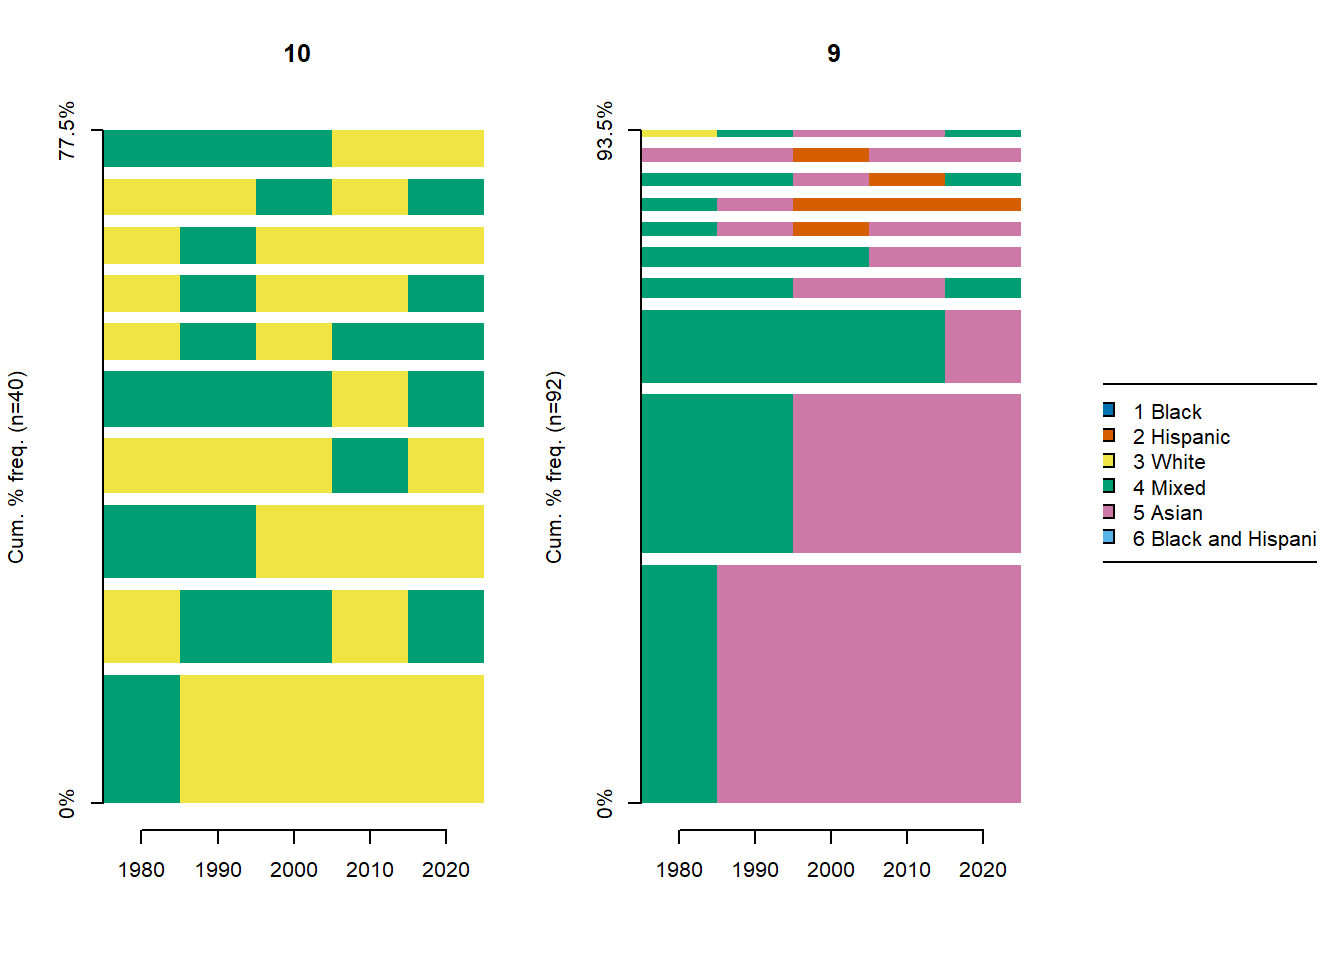 10
9
77.5%
0%
Cum. % freq. (n=40)
1980 1990 2000 2010 2020
93.5%
0%
Cum. % freq. (n=92)
1980 1990 2000 2010 2020
1 Black
2 Hispanic
3 White
4 Mixed
5 Asian
6 Black and Hispani